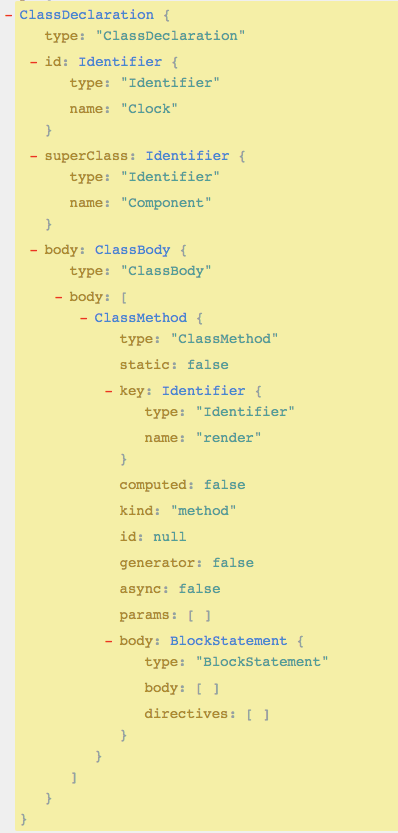 - ClassDeclaration {
type: "ClassDeclaration"
- id: Identifier {
type: "Identifier"
name: "Clock"
}
- superClass: Identifier {
type: "Identifier"
name: "Component"
}
- body: ClassBody {
type: "ClassBody"
- body: [
- ClassMethod {
type: "ClassMethod"
static: false
- key: Identifier {
type: "Identifier"
name: "render"
}
computed: false
kind: "method"
id: null
generator: false
async: false
params: [ ]
- body: BlockStatement {
type: "BlockStatement"
body: [ ]
directives: [ ]
}
}
]
}
}